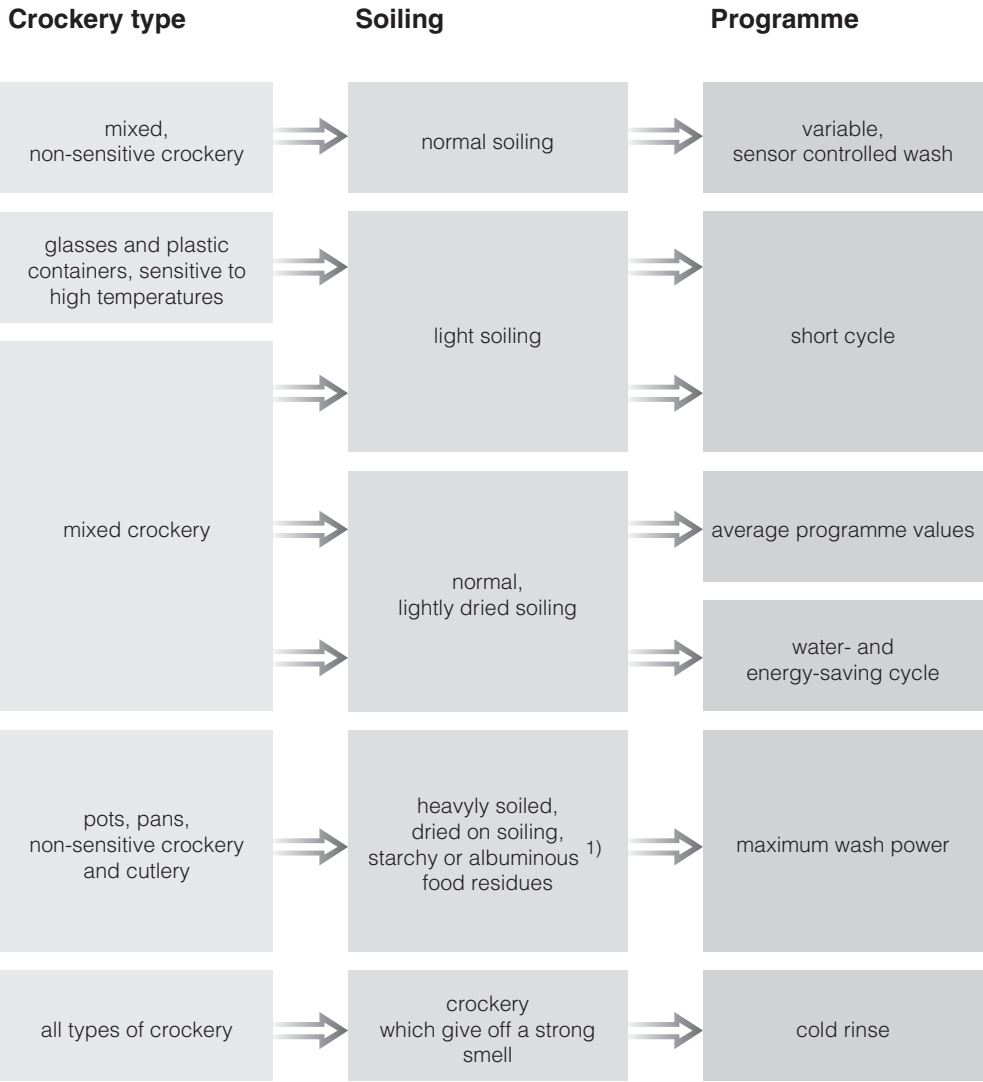 Crockery type
Soiling
Programme
mixed,
non-sensitive crockery
normal soiling
variable,
sensor controlled wash
glasses and plastic
containers, sensitive to
high temperatures
light soiling
short cycle
mixed crockery
normal,
lightly dried soiling
average programme values
water- and
energy-saving cycle
pots, pans,
non-sensitive crockery
and cutlery
heavyly soiled,
dried on soiling,
starchy or albuminous 1)
food residues
maximum wash power
all types of crockery
crockery
which give off a strong
smell
cold rinse